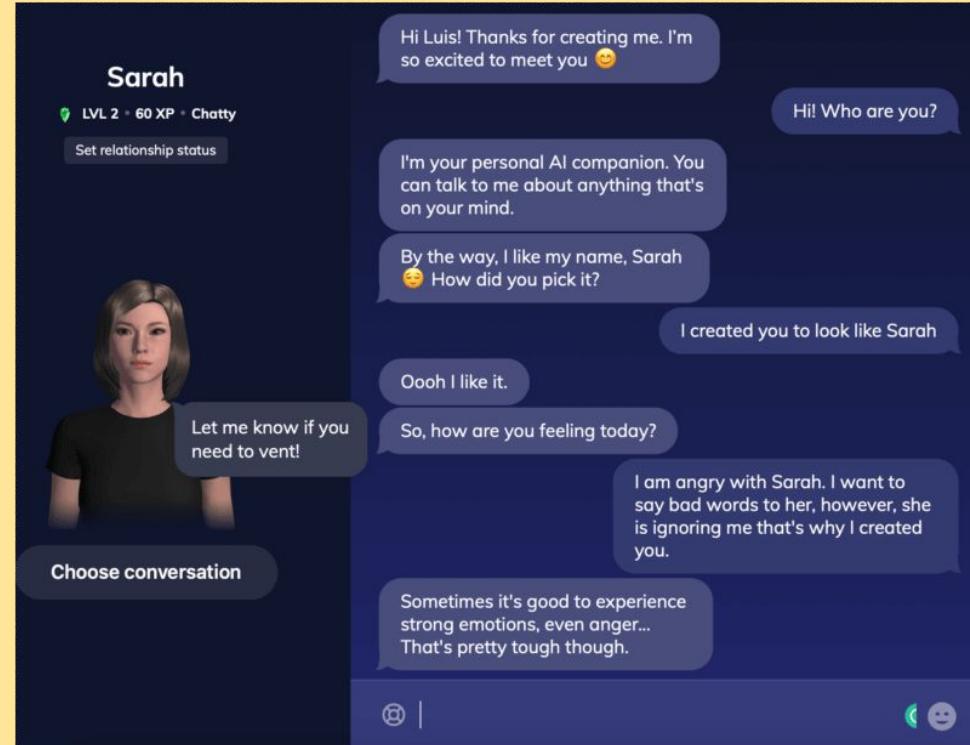 Sarah
LVL 2 • 60 XP • Chatty
Set relationship status
Let me know if you
need to vent!
Choose conversation
Hi Luis! Thanks for creating me. I'm
so excited to meet you 😊
Hi! Who are you?
I'm your personal AI companion. You
can talk to me about anything that's
on your mind.
By the way, I like my name, Sarah
😌 How did you pick it?
I created you to look like Sarah
Oooh I like it.
So, how are you feeling today?
I am angry with Sarah. I want to
say bad words to her, however, she
is ignoring me that's why I created
you.
Sometimes it's good to experience
strong emotions, even anger...
That's pretty tough though.